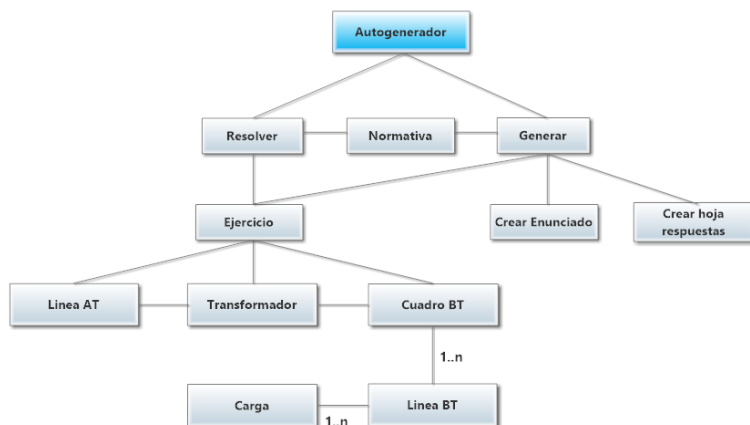 Autogenerador
Resolver
Normativa
Generar
Ejercicio
Crear Enunciado
Crear hoja
respuestas
Linea AT
Transformador
Cuadro BT
1..n
Carga
1..n
Linea BT